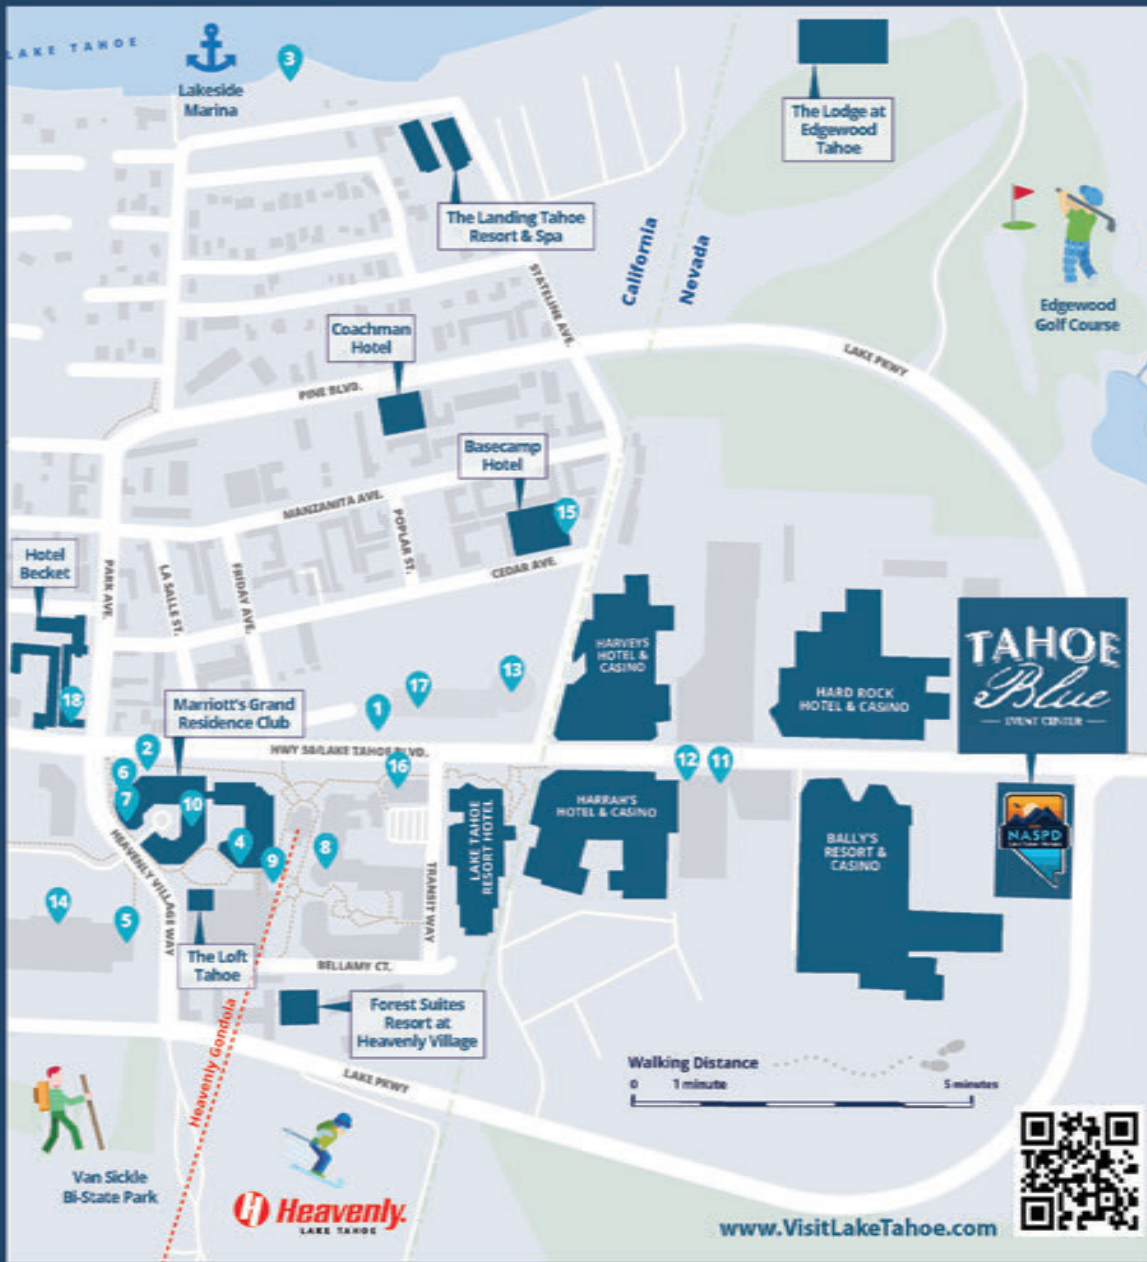 LAKE TAHOE
Lakeside
Marina
3
The Lodge at
Edgewood
Tahoe
The Landing Tahoe
Resort & Spa
California
Nevada
STATELINE AVE.
Edgewood
Golf Course
Coachman
Hotel
LAKE PKWY
PINE BLVD.
Basecamp
Hotel
MANZANITA AVE.
POPLAR ST.
15
CEDAR AVE.
Hotel
Becket
PARK AVE.
LA SALLE ST.
FRIDAY AVE.
TAHOE
Blue
EVENT CENTER
HARVEYS
HOTEL &
CASINO
HARD ROCK
HOTEL & CASINO
13
17
1
18
Marriott's Grand
Residence Club
HWY 50/LAKE TAHOE BLVD.
2
16
12
11
6
7
10
HARRAH'S
HOTEL & CASINO
LAKE TAHOE
RESORT HOTEL
BALLY'S
RESORT &
CASINO
NASPD
4
9
8
HEAVENLY VILLAGE WAY
TRANSIT WAY
14
5
The Loft
Tahoe
BELLAMY CT.
Forest Suites
Resort at
Heavenly Village
Heavenly Gondola
Walking Distance
0 1 minute 5 minutes
LAKE PKWY
Van Sickle
Bi-State Park
H Heavenly.
LAKE TAHOE
www.VisitLakeTahoe.com